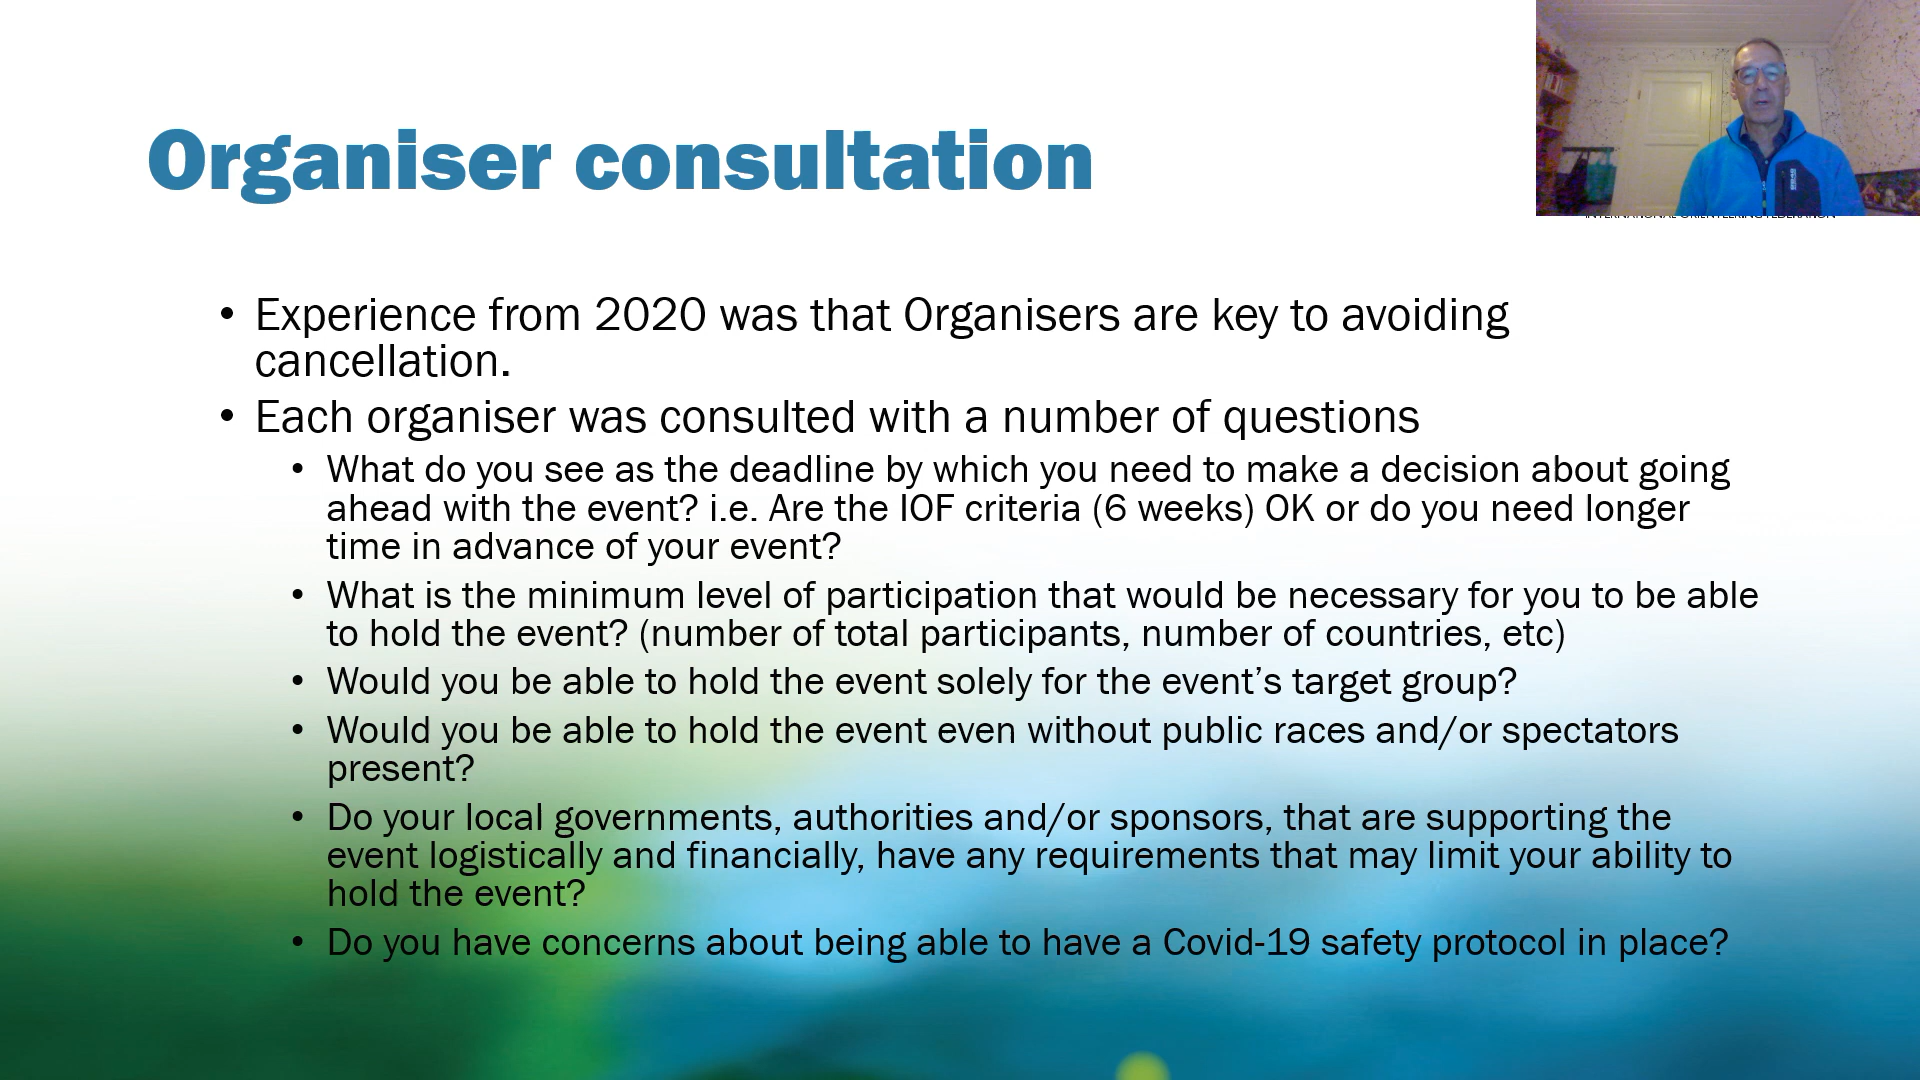 Organiser consultation
INTERNATIONAL ORIENTEERING FEDERATION
• Experience from 2020 was that Organisers are key to avoiding
cancellation.
• Each organiser was consulted with a number of questions
• What do you see as the deadline by which you need to make a decision about going
ahead with the event? i.e. Are the IOF criteria (6 weeks) OK or do you need longer
time in advance of your event?
• What is the minimum level of participation that would be necessary for you to be able
to hold the event? (number of total participants, number of countries, etc)
• Would you be able to hold the event solely for the event’s target group?
• Would you be able to hold the event even without public races and/or spectators
present?
• Do your local governments, authorities and/or sponsors, that are supporting the
event logistically and financially, have any requirements that may limit your ability to
hold the event?
• Do you have concerns about being able to have a Covid-19 safety protocol in place?